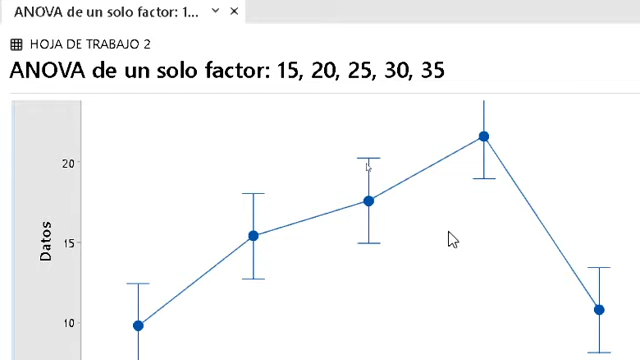 ANOVA de un solo factor: 1...
HOJA DE TRABAJO 2
ANOVA de un solo factor: 15, 20, 25, 30, 35
20
15
10
Datos